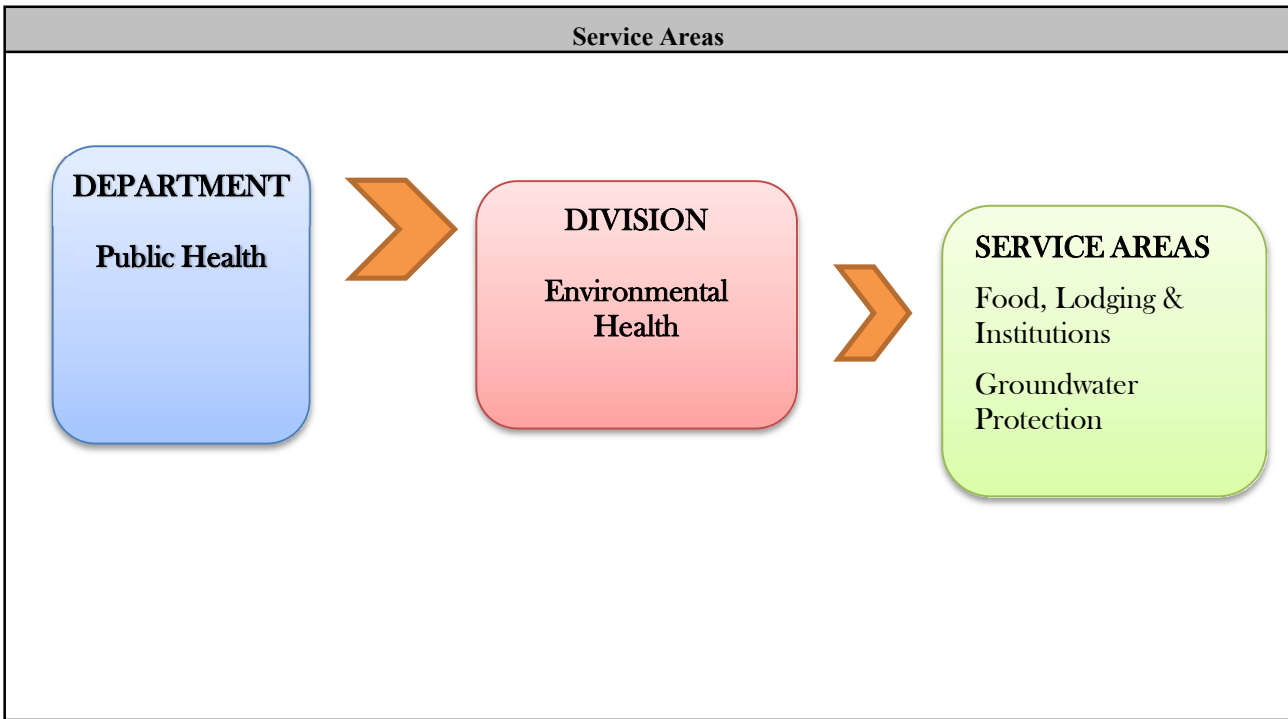 Service Areas
DEPARTMENT
Public Health
DIVISION
Environmental
Health
SERVICE AREAS
Food, Lodging &
Institutions
Groundwater
Protection